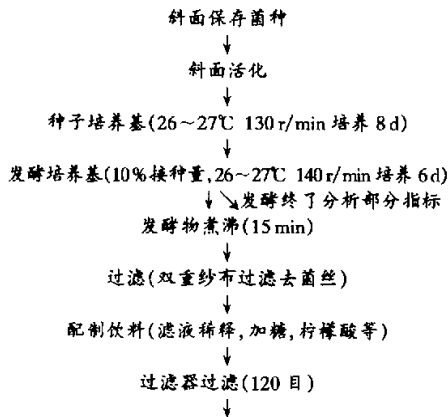 斜面保存菌种
斜面活化
种子培养基(26~27℃ 130 r/min 培养 8 d)
发酵培养基(10%接种量,26~27℃ 140 r/min 培养 6 d)
发酵终了分析部分指标
发酵物煮沸(15 min)
过滤(双重纱布过滤去菌丝)
配制饮料(滤液稀释,加糖,柠檬酸等)
过滤器过滤(120 目)